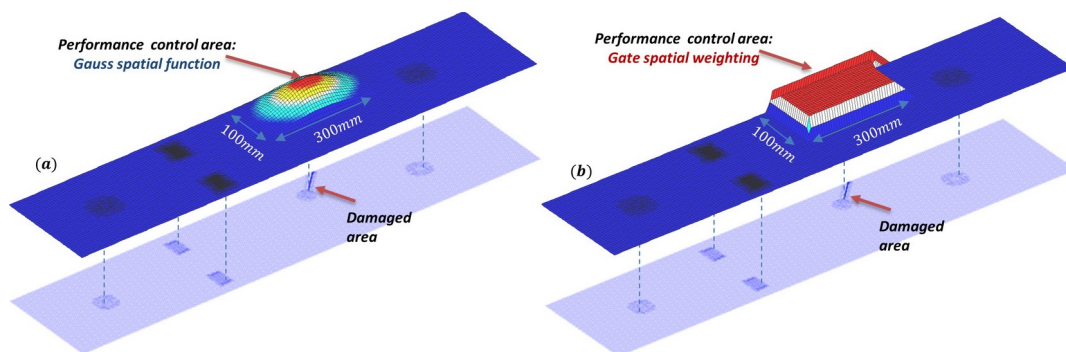 Performance control area:
Gauss spatial function
100mm
300mm
(a)
Damaged
area
Performance control area:
Gate spatial weighting
100mm
300mm
(b)
Damaged
area